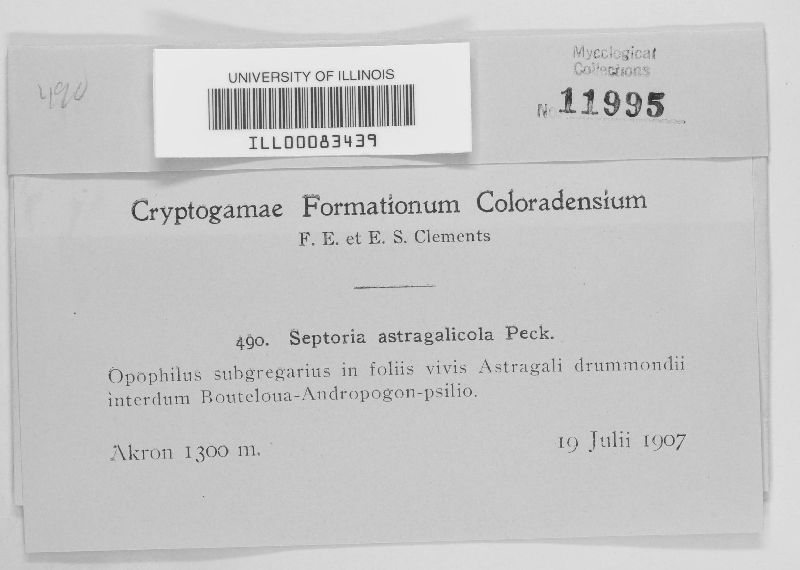 490
UNIVERSITY OF ILLINOIS
ILL00083439
Mycological
Collections
No 11995
Cryptogamae Formationum Coloradensium
F. E. et E. S. Clements
490. Septoria astragalicola Peck.
Opophilus subgregarius in foliis vivis Astragali drummondii
interdum Bouteloua-Andropogon-psilio.
Akron 1300 m.
19 Julii 1907